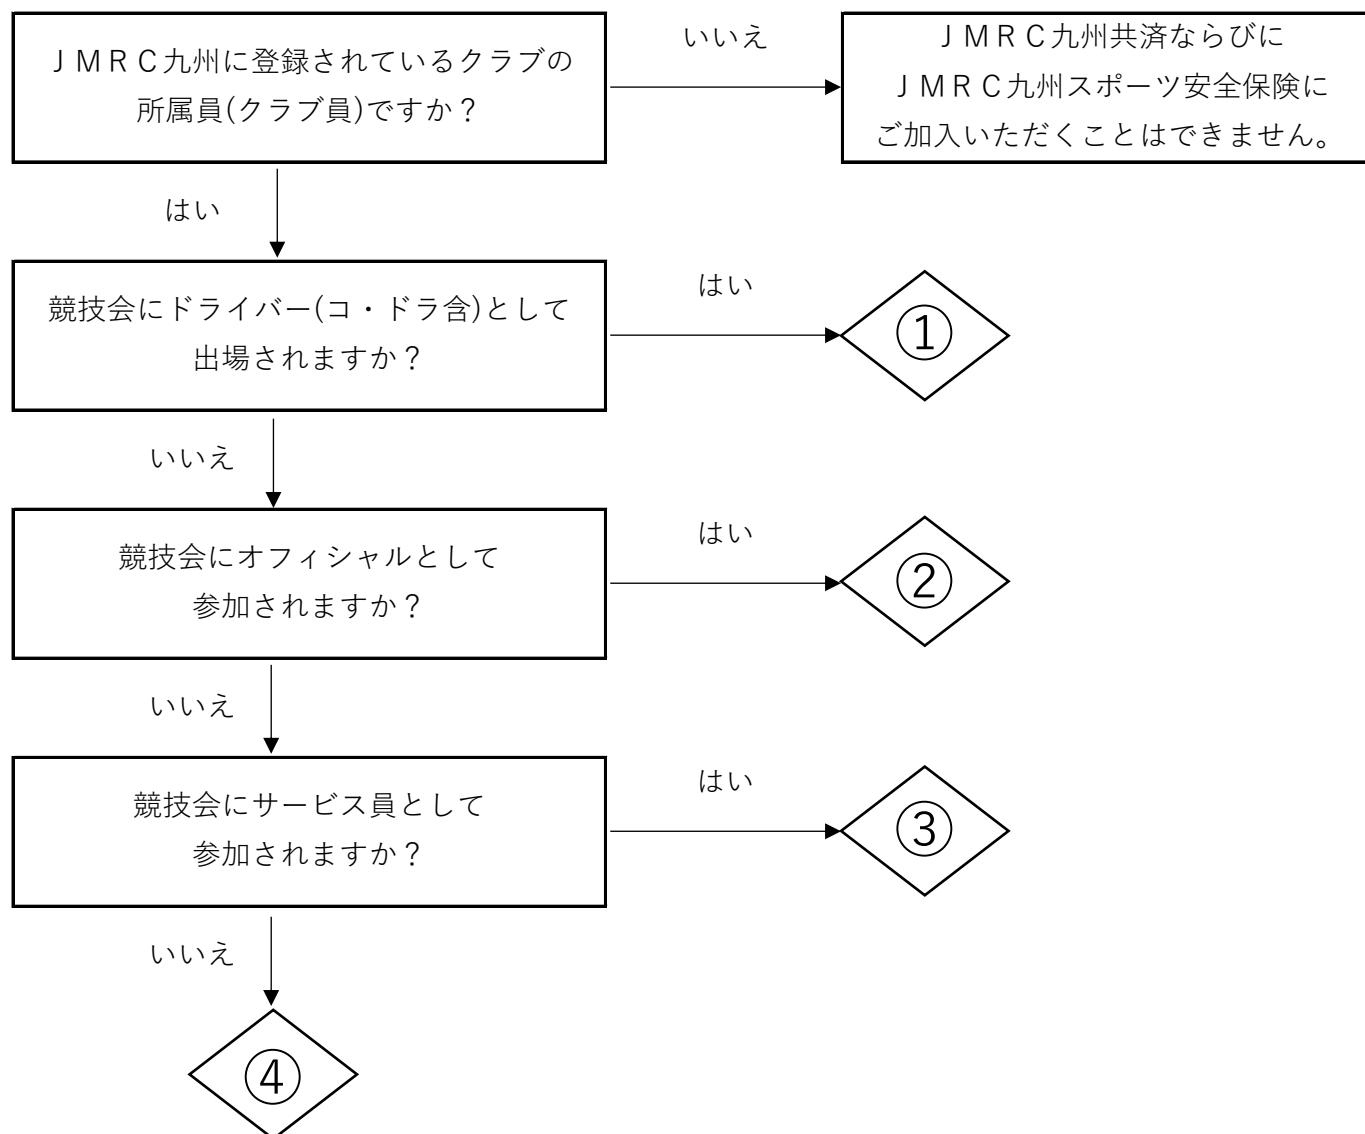 ＪＭＲＣ九州に登録されているクラブの
所属員(クラブ員)ですか？
いいえ
ＪＭＲＣ九州共済ならびに
ＪＭＲＣ九州スポーツ安全保険に
ご加入いただくことはできません。
はい
競技会にドライバー(コ・ドラ含)として
出場されますか？
はい
①
いいえ
競技会にオフィシャルとして
参加されますか？
はい
②
いいえ
競技会にサービス員として
参加されますか？
はい
③
いいえ
④